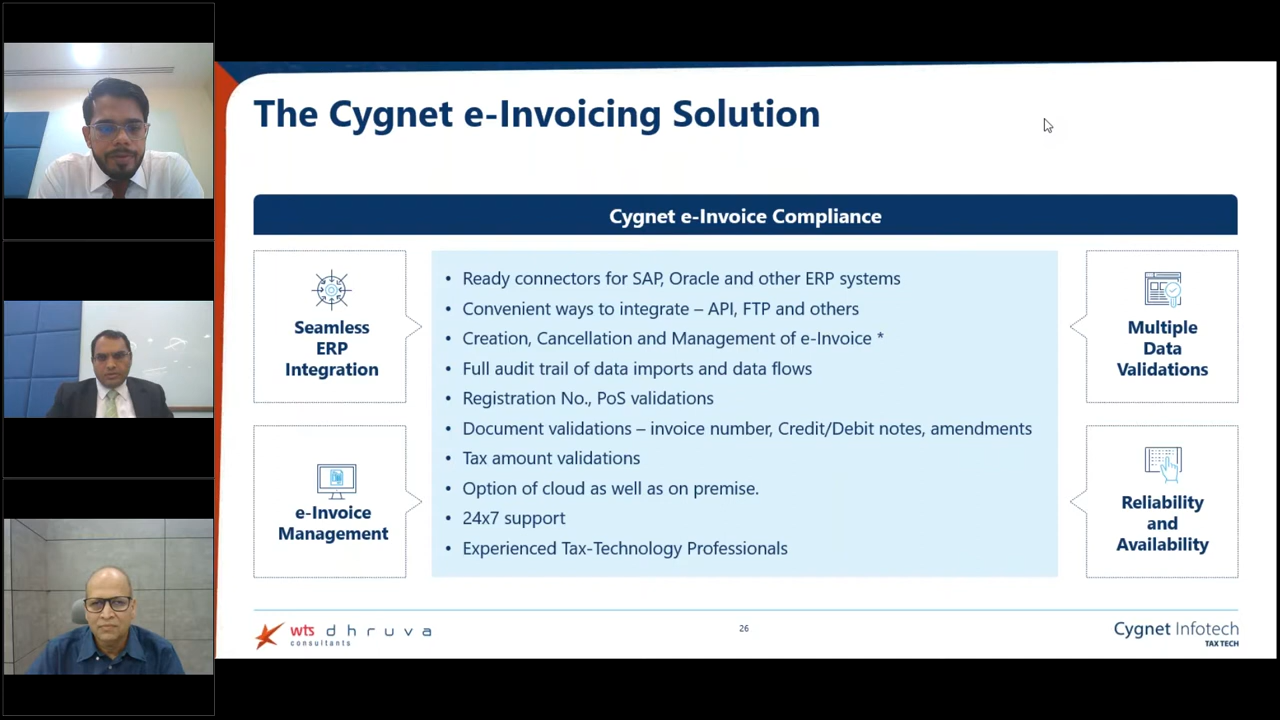 The Cygnet e-Invoicing Solution
Cygnet e-Invoice Compliance
Seamless
ERP
Integration
e-Invoice
Management
• Ready connectors for SAP, Oracle and other ERP systems
• Convenient ways to integrate – API, FTP and others
• Creation, Cancellation and Management of e-Invoice *
• Full audit trail of data imports and data flows
• Registration No., PoS validations
• Document validations – invoice number, Credit/Debit notes, amendments
• Tax amount validations
• Option of cloud as well as on premise.
• 24x7 support
• Experienced Tax-Technology Professionals
Multiple
Data
Validations
Reliability
and
Availability
wts dhruva
consultants
26
Cygnet Infotech
TAX TECH